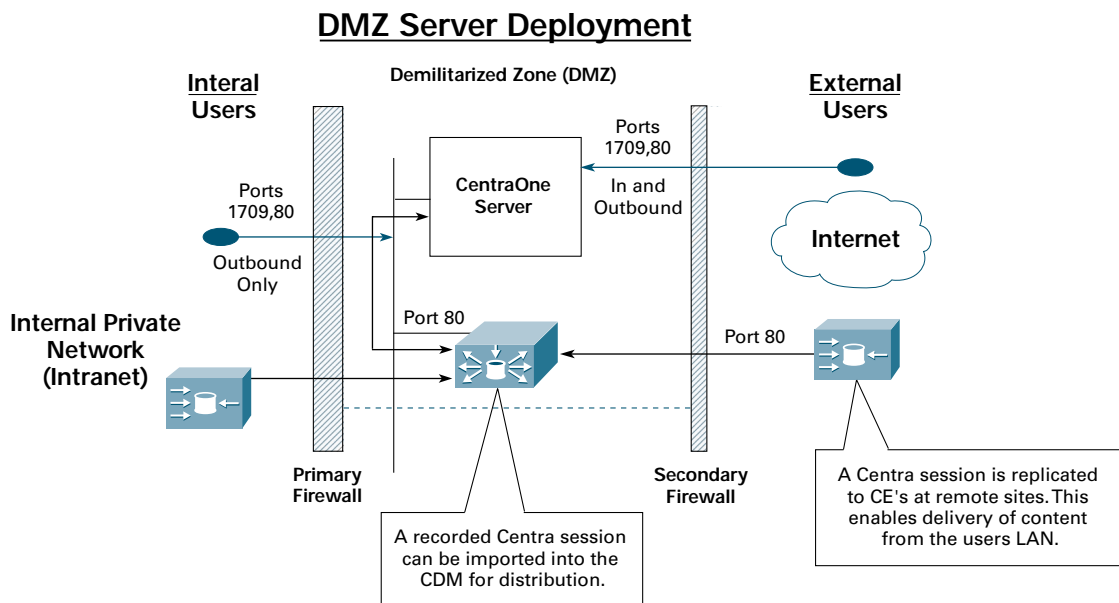 DMZ Server Deployment
Interal
Users
Demilitarized Zone (DMZ)
External
Users
Ports
1709,80
CentraOne
Server
In and
Outbound
Ports
1709,80
Outbound
Only
Internet
Internal Private
Network
(Intranet)
Port 80
Port 80
Primary
Firewall
Secondary
Firewall
A recorded Centra session
can be imported into the
CDM for distribution.
A Centra session is replicated
to CE's at remote sites. This
enables delivery of content
from the users LAN.